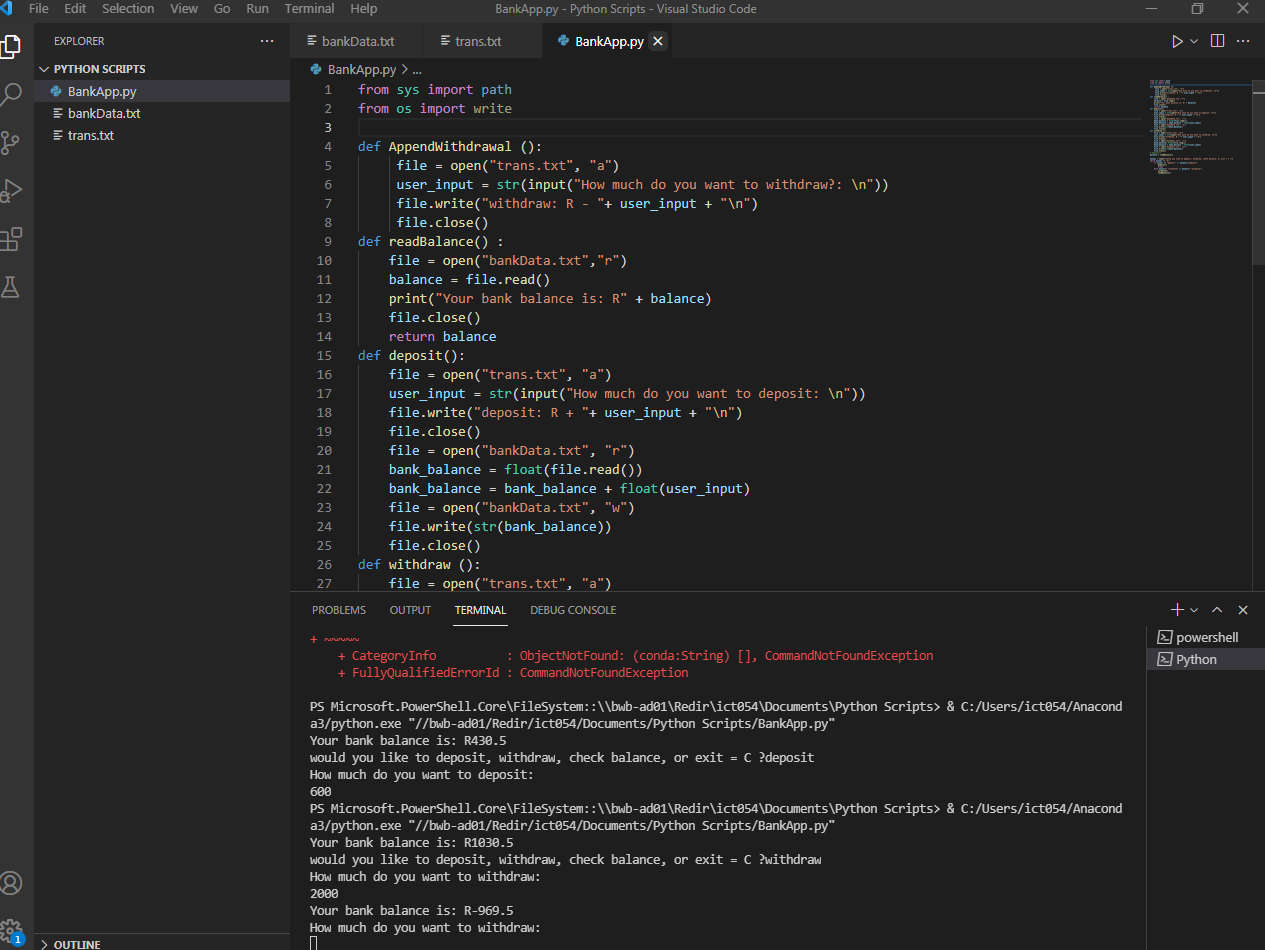 File Edit Selection View Go Run Terminal Help BankApp.py - Python Scripts - Visual Studio Code
EXPLORER
PYTHON SCRIPTS
BankApp.py
bankData.txt
trans.txt
OUTLINE
1
bankData.txt trans.txt BankApp.py
BankApp.py > ...
1 from sys import path
2 from os import write
3
4 def AppendWithdrawal ():
5 file = open("trans.txt", "a")
6 user_input = str(input("How much do you want to withdraw?: \n"))
7 file.write("withdraw: R - "+ user_input + "\n")
8 file.close()
9 def readBalance() :
10 file = open("bankData.txt","r")
11 balance = file.read()
12 print("Your bank balance is: R" + balance)
13 file.close()
14 return balance
15 def deposit():
16 file = open("trans.txt", "a")
17 user_input = str(input("How much do you want to deposit: \n"))
18 file.write("deposit: R + "+ user_input + "\n")
19 file.close()
20 file = open("bankData.txt", "r")
21 bank_balance = float(file.read())
22 bank_balance = bank_balance + float(user_input)
23 file = open("bankData.txt", "w")
24 file.write(str(bank_balance))
25 file.close()
26 def withdraw ():
27 file = open("trans.txt", "a")
PROBLEMS OUTPUT TERMINAL DEBUG CONSOLE
powershell
Python
+ ~~~~~
+ CategoryInfo : ObjectNotFound: (conda:String) [], CommandNotFoundException
+ FullyQualifiedErrorId : CommandNotFoundException
PS Microsoft.PowerShell.Core\FileSystem::\\bwb-ad01\Redir\ict054\Documents\Python Scripts> & C:/Users/ict054/Anacond
a3/python.exe "//bwb-ad01/Redir/ict054/Documents/Python Scripts/BankApp.py"
Your bank balance is: R430.5
would you like to deposit, withdraw, check balance, or exit = C ?deposit
How much do you want to deposit:
600
PS Microsoft.PowerShell.Core\FileSystem::\\bwb-ad01\Redir\ict054\Documents\Python Scripts> & C:/Users/ict054/Anacond
a3/python.exe "//bwb-ad01/Redir/ict054/Documents/Python Scripts/BankApp.py"
Your bank balance is: R1030.5
would you like to deposit, withdraw, check balance, or exit = C ?withdraw
How much do you want to withdraw:
2000
Your bank balance is: R-969.5
How much do you want to withdraw: